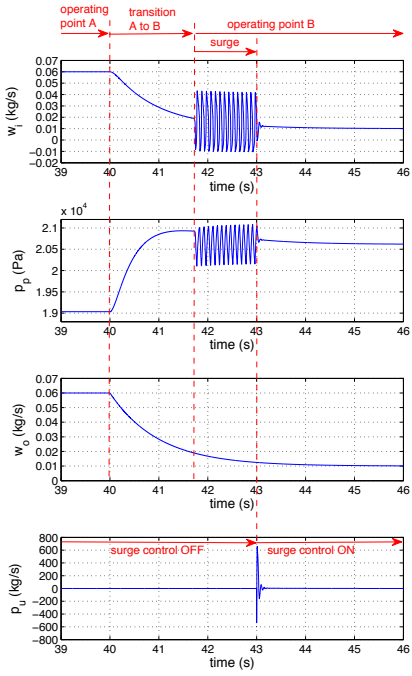 operating point A
transition A to B
operating point B
surge
0.07
0.06
0.05
0.04
0.03
0.02
0.01
0
−0.01
−0.02
w_i (kg/s)
39 40 41 42 43 44 45 46
time (s)
x 10^4
2.1
2.05
2
1.95
1.9
p_p (Pa)
39 40 41 42 43 44 45 46
time (s)
0.07
0.06
0.05
0.04
0.03
0.02
0.01
0
w_o (kg/s)
39 40 41 42 43 44 45 46
time (s)
surge control OFF
surge control ON
800
600
400
200
0
−200
−400
−600
−800
p_u (kg/s)
39 40 41 42 43 44 45 46
time (s)